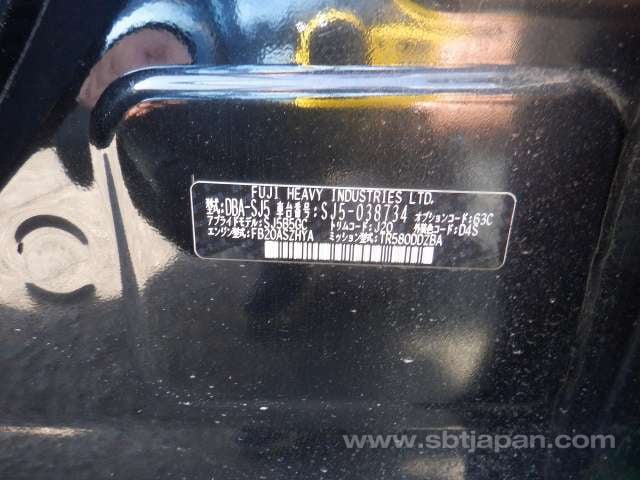 FUJI HEAVY INDUSTRIES LTD.
型式:DBA-SJ5 車台番号:SJ5-038734 オプションコード:63C
アプライドモデル:SJ5B5GC トリムコード:J20 外装色コード:D4S
エンジン型式:FB20ASZHYA ミッション型式:TR580DDZBA
www.sbtjapan.com